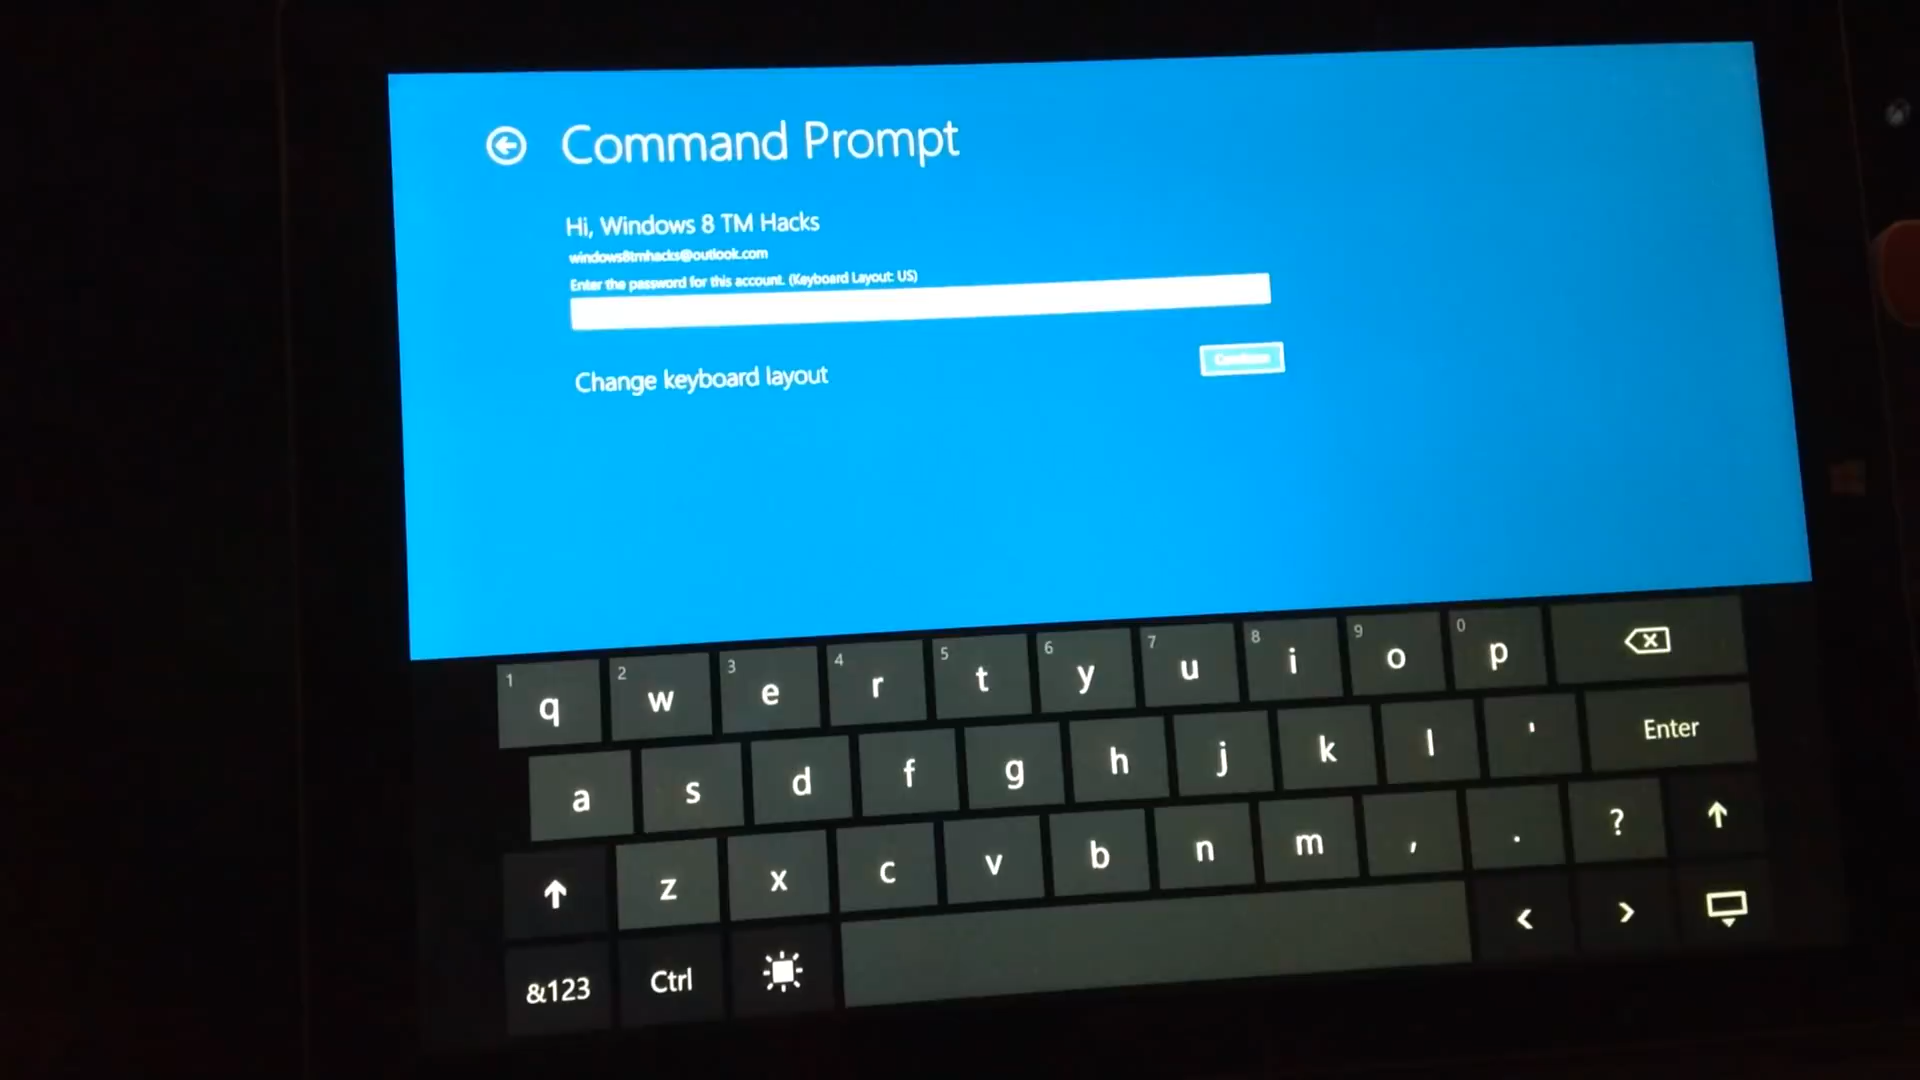 Command Prompt
Hi, Windows 8 TM Hacks
windows8tmhacks@outlook.com
Enter the password for this account. (Keyboard Layout: US)
Continue
Change keyboard layout
1 q 2 w 3 e 4 r 5 t 6 y 7 u 8 i 9 o 0 p
a s d f g h j k l ' Enter
z x c v b n m , . ?
&123 Ctrl < >